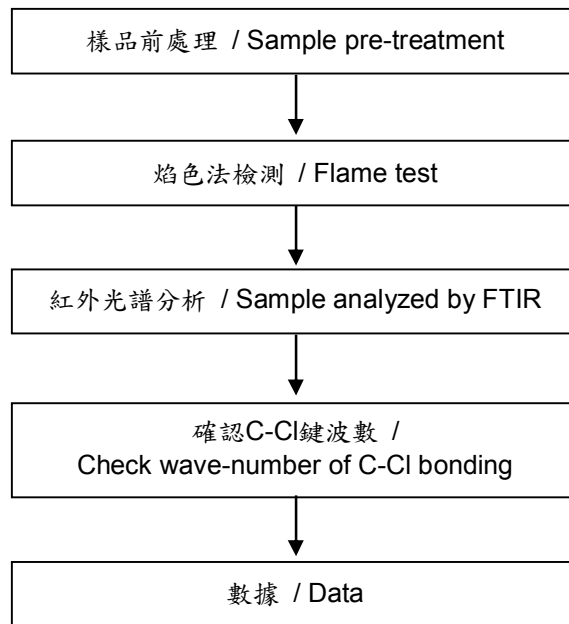 樣品前處理 / Sample pre-treatment
焰色法檢測 / Flame test
紅外光譜分析 / Sample analyzed by FTIR
確認C-Cl鍵波數 /
Check wave-number of C-Cl bonding
數據 / Data